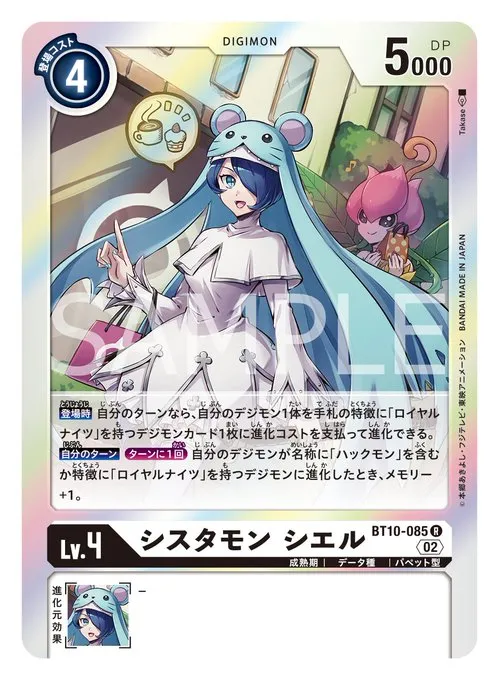 登場コスト
4
DIGIMON
5000
DP
Takase
SAMPLE
登場時 自分のターンなら、自分のデジモン1体を手札の特徴に「ロイヤル
ナイツ」を持つデジモンカード1枚に進化コストを支払って進化できる。
自分のターン ターンに1回 自分のデジモンが名称に「ハックモン」を含む
か特徴に「ロイヤルナイツ」を持つデジモンに進化したとき、メモリー
+1。
©本郷あきよし・フジテレビ・東映アニメーション BANDAI MADE IN JAPAN
Lv.4
シスタモン シエル
BT10-085 R
02
成熟期 | データ種 | パペット型
進化元効果
–